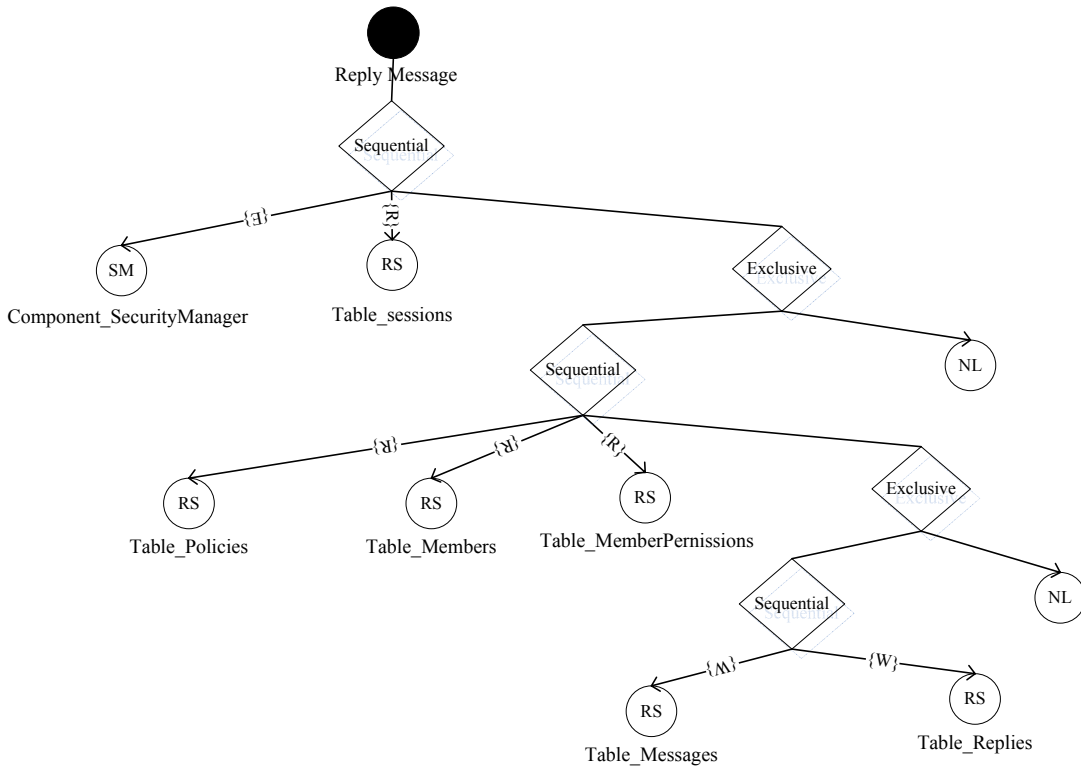 Reply Message
Sequential
{E}
{R}
SM
RS
Exclusive
Component_SecurityManager
Table_sessions
Sequential
NL
{R}
{R}
{R}
RS
RS
RS
Exclusive
Table_Policies
Table_Members
Table_MemberPernissions
Sequential
NL
{W}
{W}
RS
RS
Table_Messages
Table_Replies